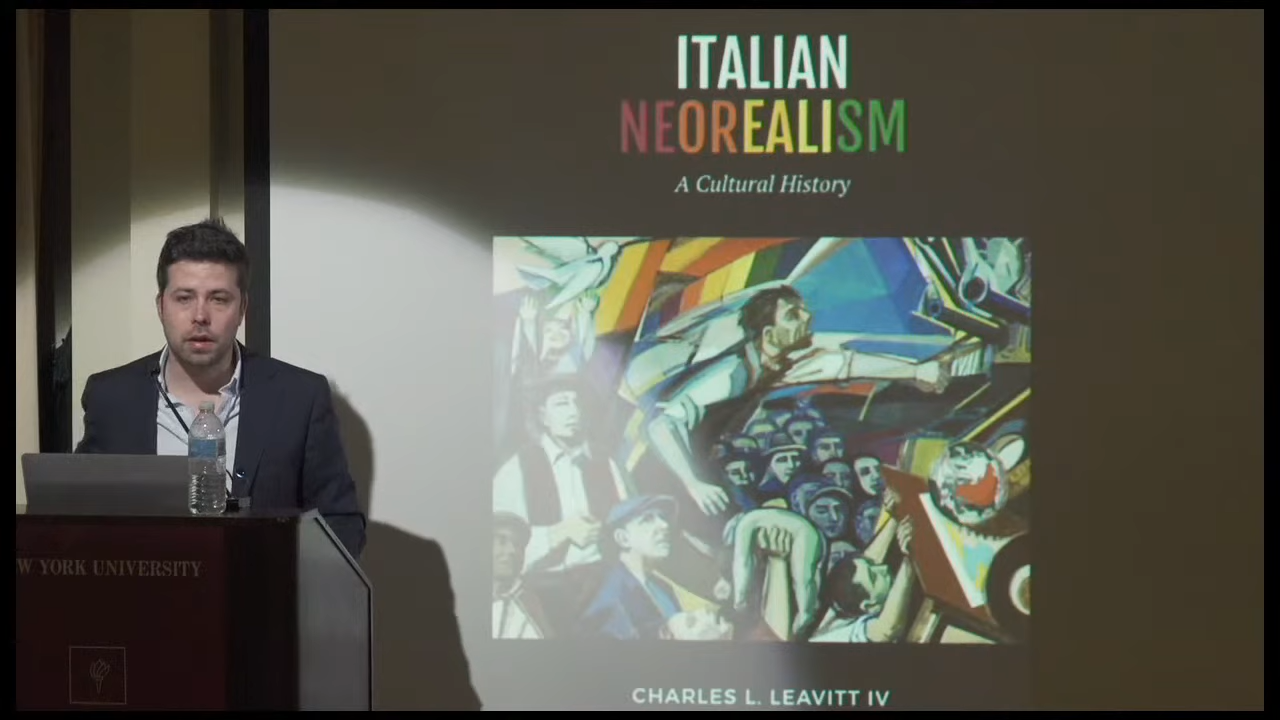 ITALIAN
NEOREALISM
A Cultural History
W YORK UNIVERSITY
CHARLES L. LEAVITT IV